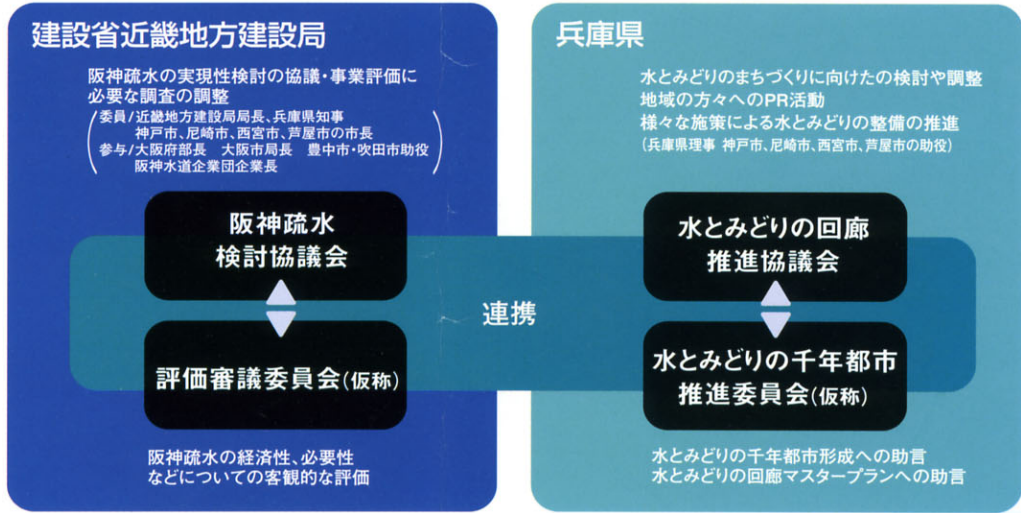 建設省近畿地方建設局
阪神疏水の実現性検討の協議・事業評価に
必要な調査の調整
委員/近畿地方建設局局長、兵庫県知事
神戸市、尼崎市、西宮市、芦屋市の市長
参与/大阪府部長 大阪市局長 豊中市・吹田市助役
阪神水道企業団企業長
阪神疏水
検討協議会
評価審議委員会(仮称)
阪神疏水の経済性、必要性
などについての客観的な評価
連携
兵庫県
水とみどりのまちづくりに向けたの検討や調整
地域の方々へのPR活動
様々な施策による水とみどりの整備の推進
(兵庫県理事 神戸市、尼崎市、西宮市、芦屋市の助役)
水とみどりの回廊
推進協議会
水とみどりの千年都市
推進委員会(仮称)
水とみどりの千年都市形成への助言
水とみどりの回廊マスタープランへの助言